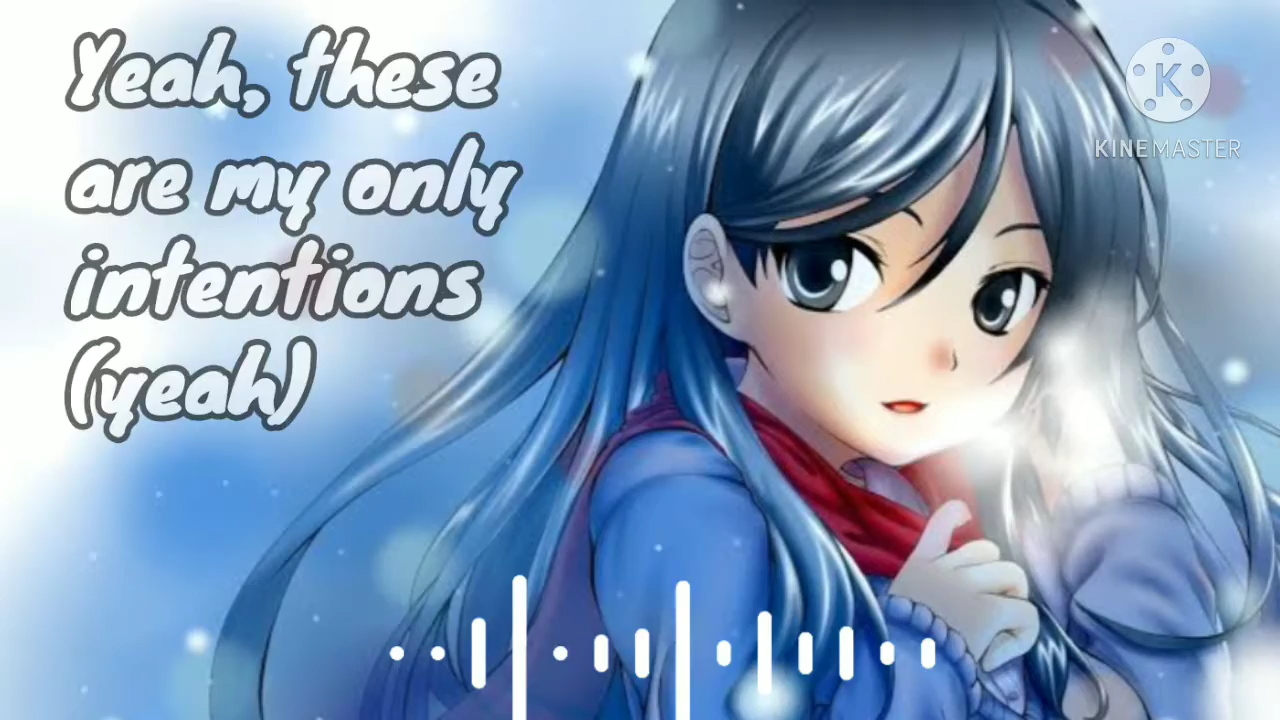 Yeah, these
are my only
intentions
(yeah)
K
KINEMASTER